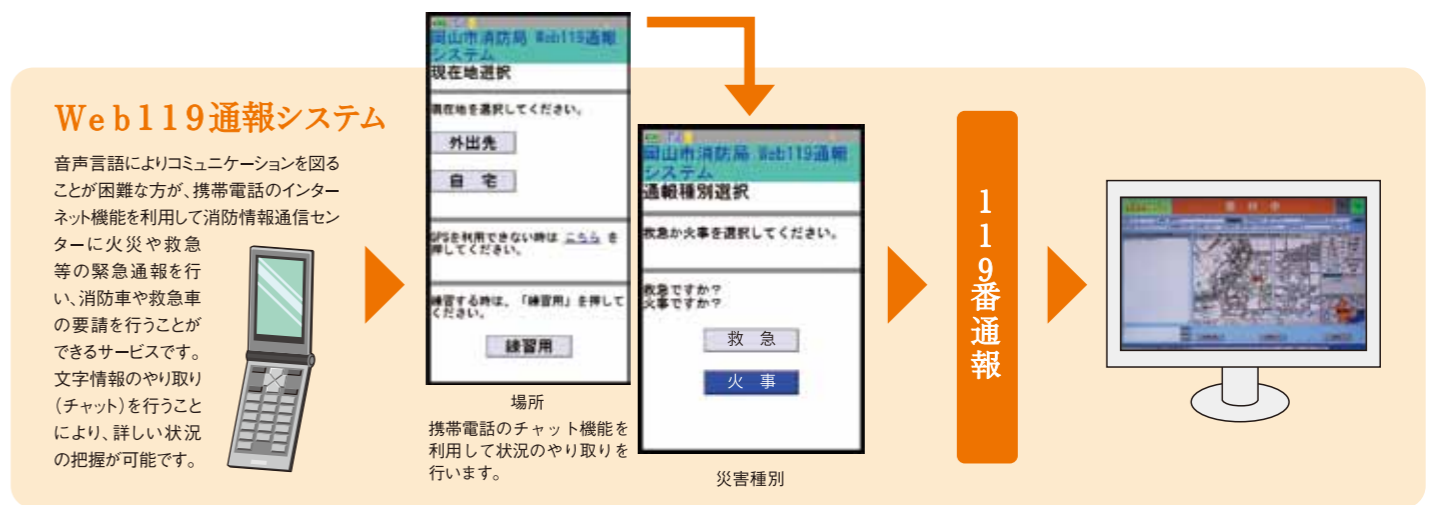 Web119通報システム
音声言語によりコミュニケーションを図る
ことが困難な方が、携帯電話のインター
ネット機能を利用して消防情報通信セン
ターに火災や救急
等の緊急通報を行
い、消防車や救急車
の要請を行うことが
できるサービスです。
文字情報のやり取り
（チャット）を行うこと
により、詳しい状況
の把握が可能です。
岡山市消防局 Web119通報
システム
現在地選択
現在地を選択してください。
外出先
自 宅
GPSを利用できない時は こちら を
押してください。
練習する時は、「練習用」を押して
ください。
練習用
場所
携帯電話のチャット機能を
利用して状況のやり取りを
行います。
岡山市消防局 Web119通報
システム
通報種別選択
救急か火事を選択してください。
救急ですか？
火事ですか？
救 急
火 事
災害種別
119番通報